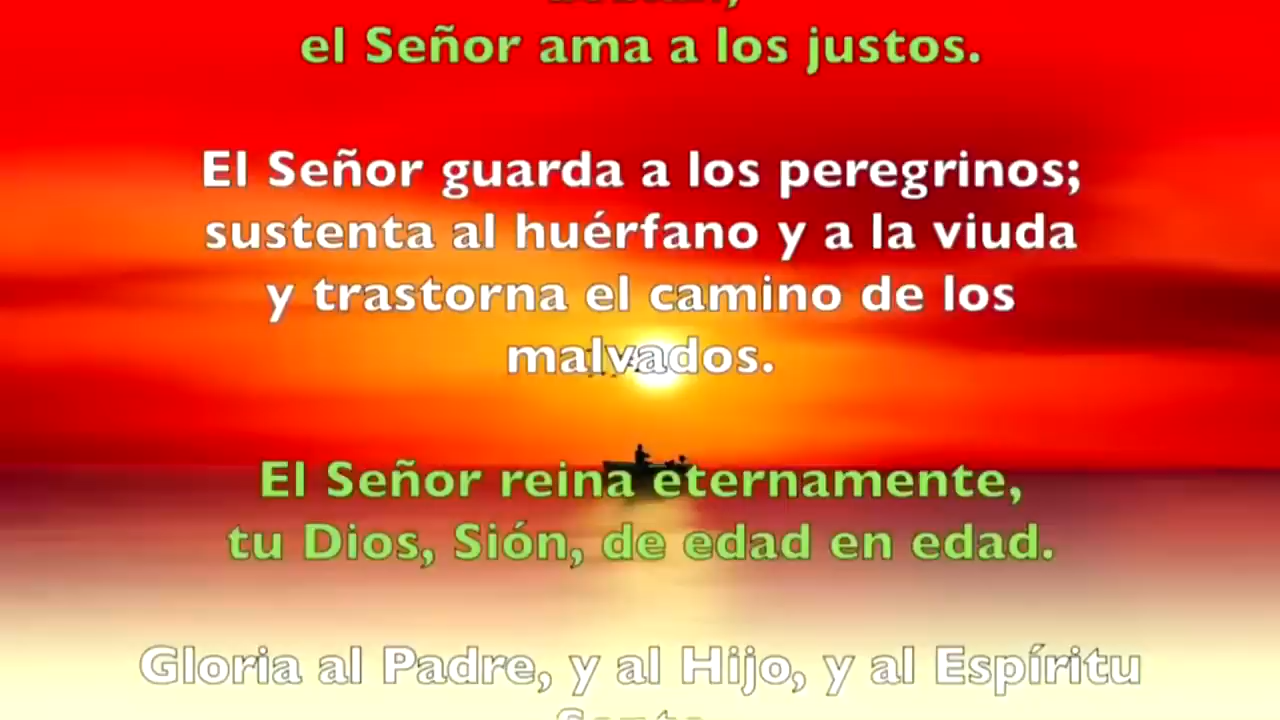 el Señor ama a los justos.
El Señor guarda a los peregrinos;
sustenta al huérfano y a la viuda
y trastorna el camino de los
malvados.
El Señor reina eternamente,
tu Dios, Sión, de edad en edad.
Gloria al Padre, y al Hijo, y al Espíritu